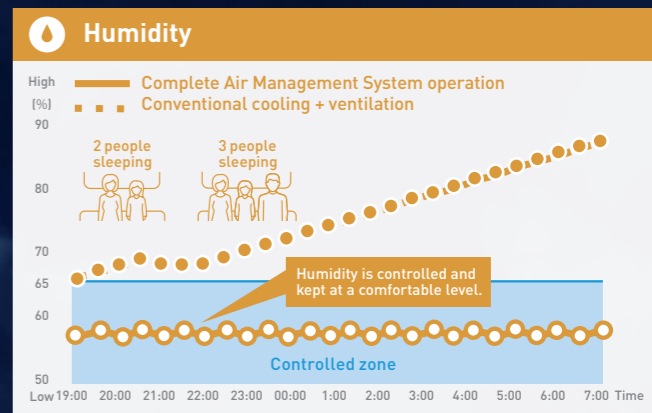 Humidity
High
(%)
Complete Air Management System operation
Conventional cooling + ventilation
90
80
70
65
60
50
2 people
sleeping
3 people
sleeping
Humidity is controlled and
kept at a comfortable level.
Controlled zone
Low 19:00 20:00 21:00 22:00 23:00 00:00 1:00 2:00 3:00 4:00 5:00 6:00 7:00 Time